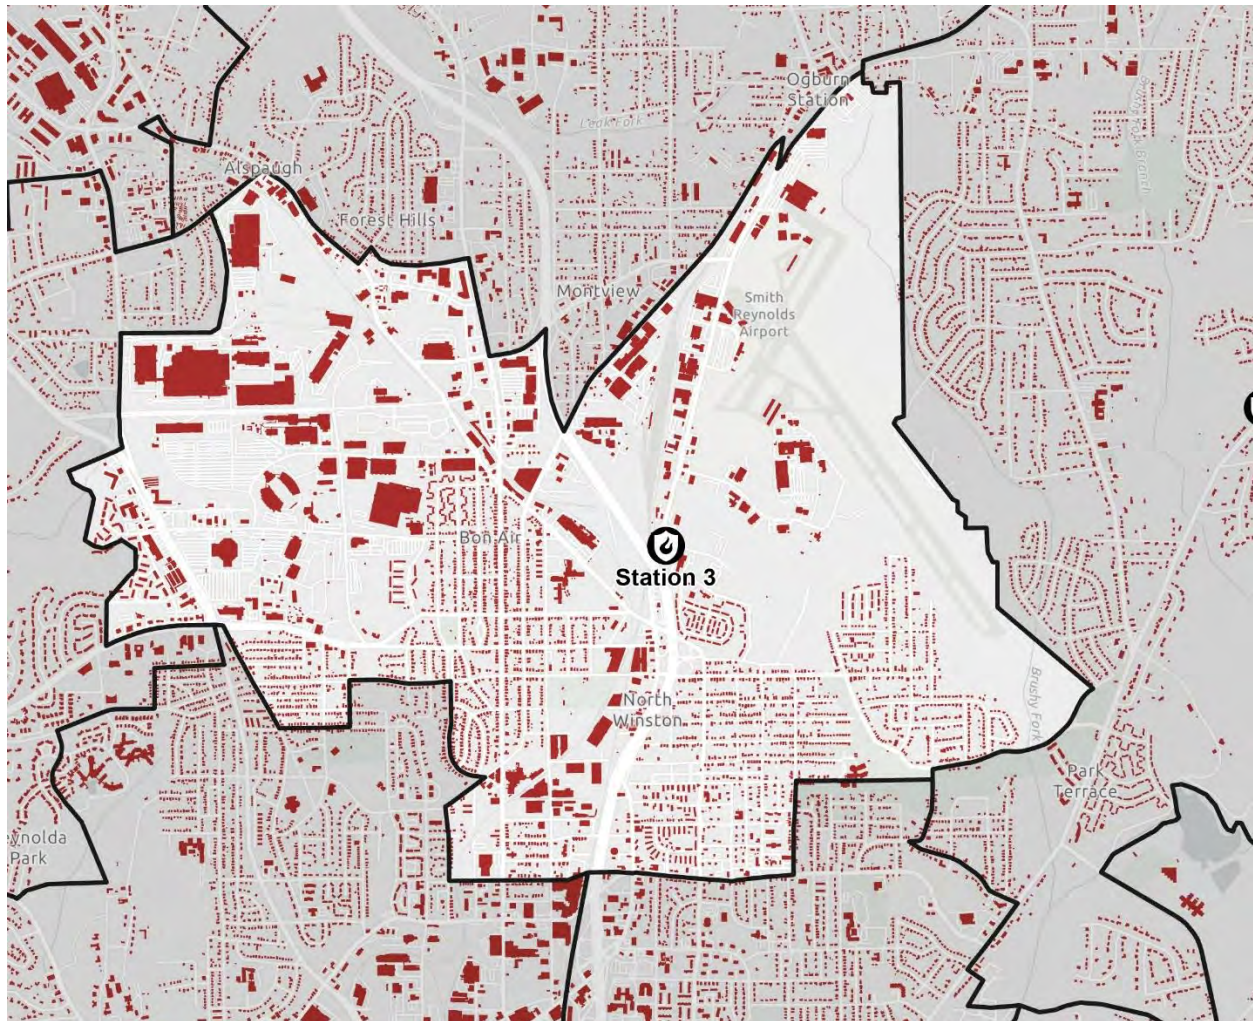 Ogburn
Station
Leak Fork
Alspaugh
Forest Hills
Montview
Smith
Reynolds
Airport
Bon Air
Station 3
North
Winston
Brushy Fork
Park
Terrace
eynolda
Park